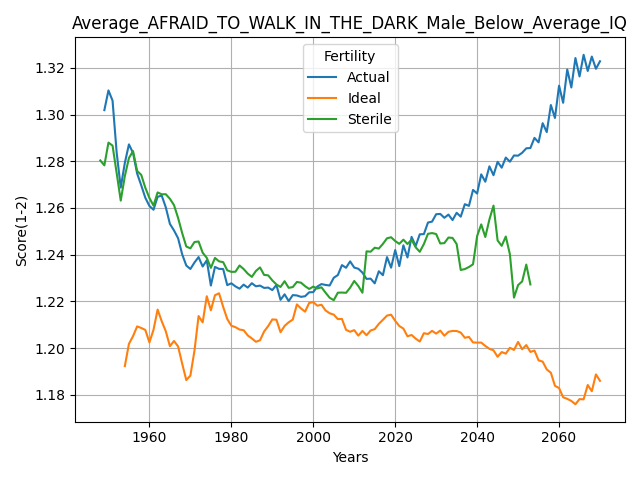 Average_AFRAID_TO_WALK_IN_THE_DARK_Male_Below_Average_IQ
Fertility
Actual
Ideal
Sterile
1.32
1.30
1.28
1.26
1.24
1.22
1.20
1.18
Score(1-2)
1960
1980
2000
2020
2040
2060
Years